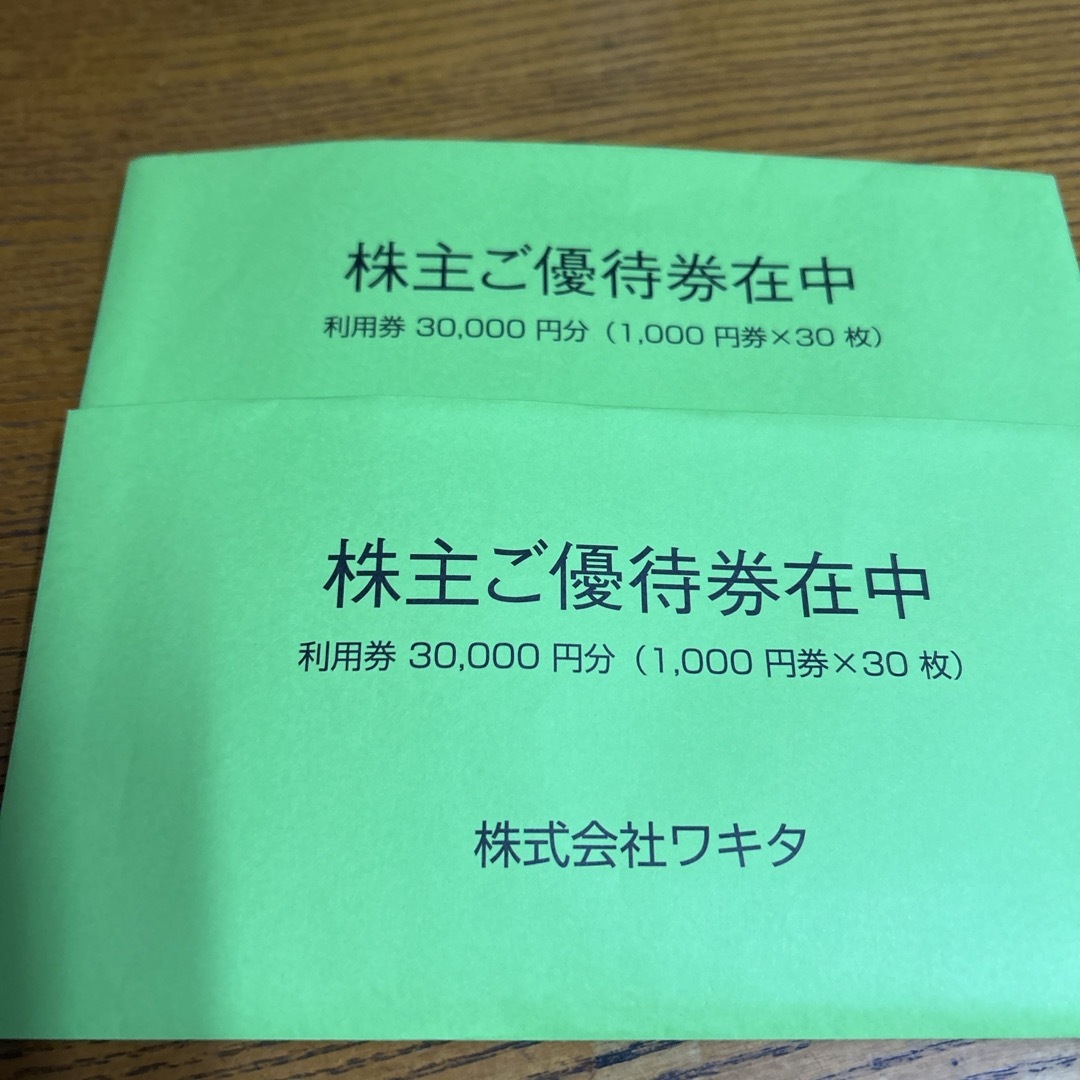 株主ご優待券在中
利用券 30,000 円分（1,000 円券×30 枚）
株主ご優待券在中
利用券 30,000 円分（1,000 円券×30 枚）
株式会社ワキタ